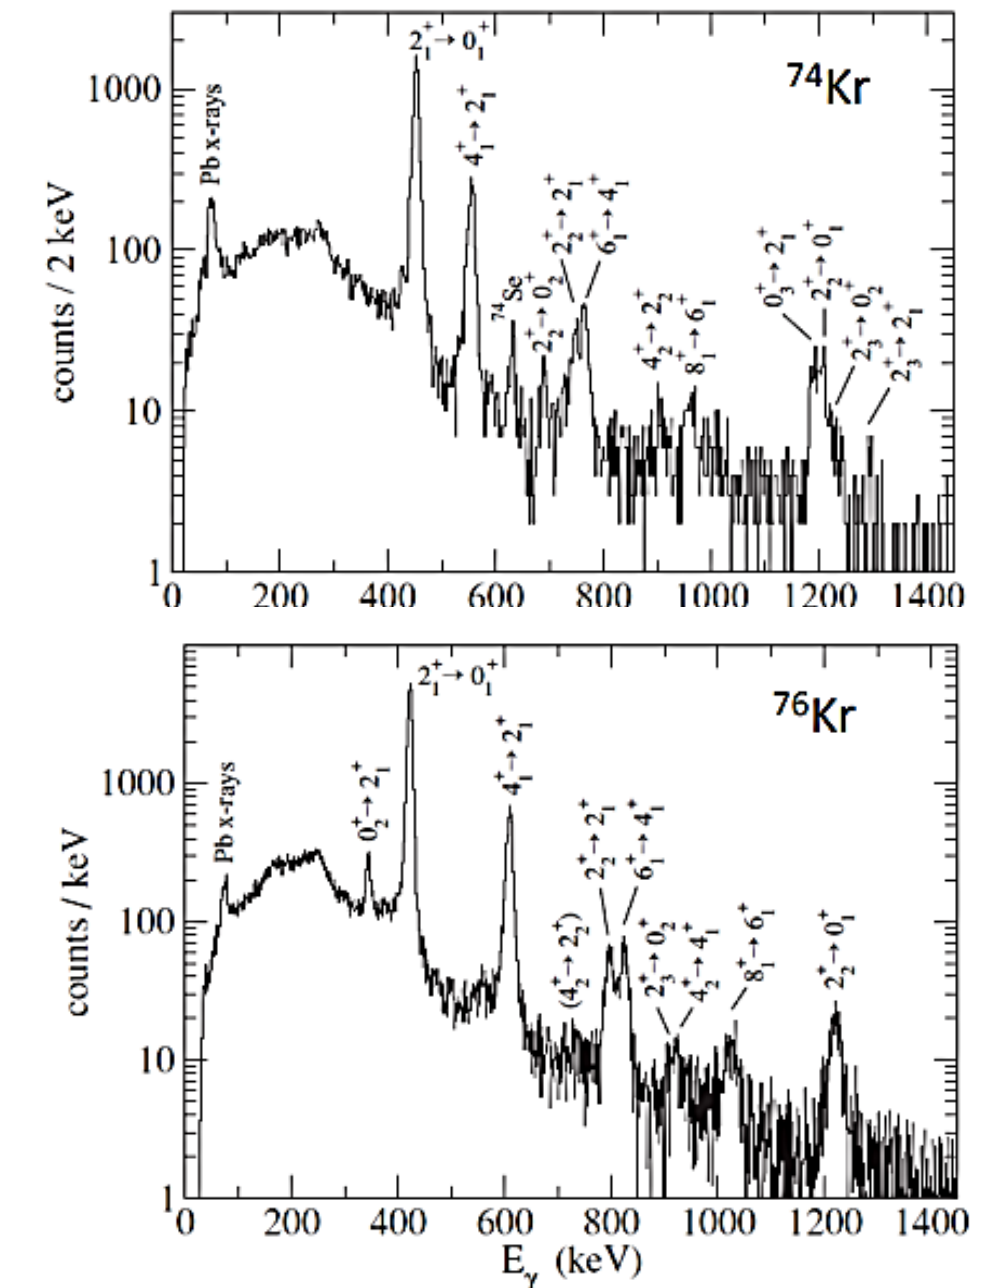 counts / 2 keV
1000
100
10
1
⁷⁴Kr
Pb x-rays
2₁⁺→0₁⁺
4₁⁺→2₁⁺
⁷⁴Se
2₂⁺→0₂⁺
2₂⁺→2₁⁺
6₁⁺→4₁⁺
4₂⁺→2₂⁺
8₁⁺→6₁⁺
0₃⁺→2₁⁺
2₂⁺→0₁⁺
2₃⁺→0₂⁺
2₃⁺→2₁⁺
0 200 400 600 800 1000 1200 1400
counts / keV
1000
100
10
1
⁷⁶Kr
Pb x-rays
0₂⁺→2₁⁺
2₁⁺→0₁⁺
4₁⁺→2₁⁺
(4₂⁺→2₂⁺)
2₂⁺→2₁⁺
6₁⁺→4₁⁺
2₃⁺→0₂⁺
4₂⁺→4₁⁺
8₁⁺→6₁⁺
2₂⁺→0₁⁺
0 200 400 600 800 1000 1200 1400
Eᵧ (keV)